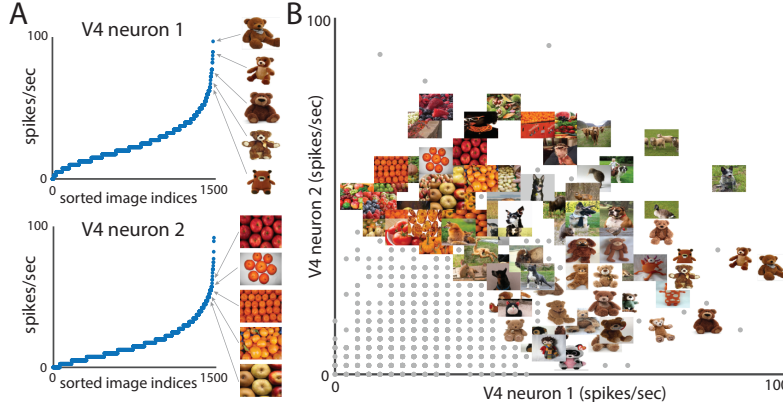 A
V4 neuron 1
100
spikes/sec
0
0
1500
sorted image indices
V4 neuron 2
100
spikes/sec
0
0
1500
sorted image indices
B
100
V4 neuron 2 (spikes/sec)
0
0
100
V4 neuron 1 (spikes/sec)